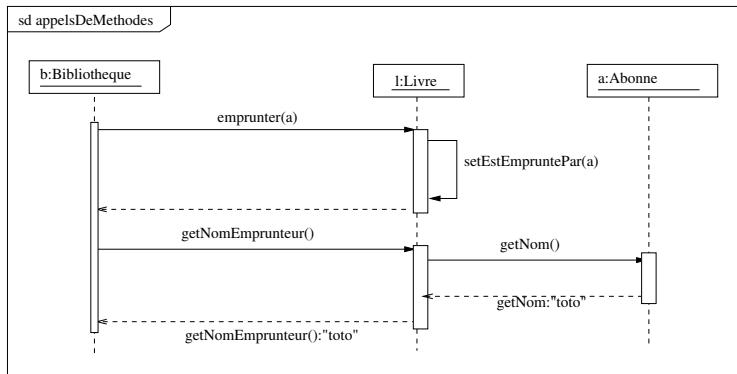 sd appelsDeMethodes
b:Bibliotheque
l:Livre
a:Abonne
emprunter(a)
setEstEmpruntePar(a)
getNomEmprunteur()
getNom()
getNom:"toto"
getNomEmprunteur():"toto"